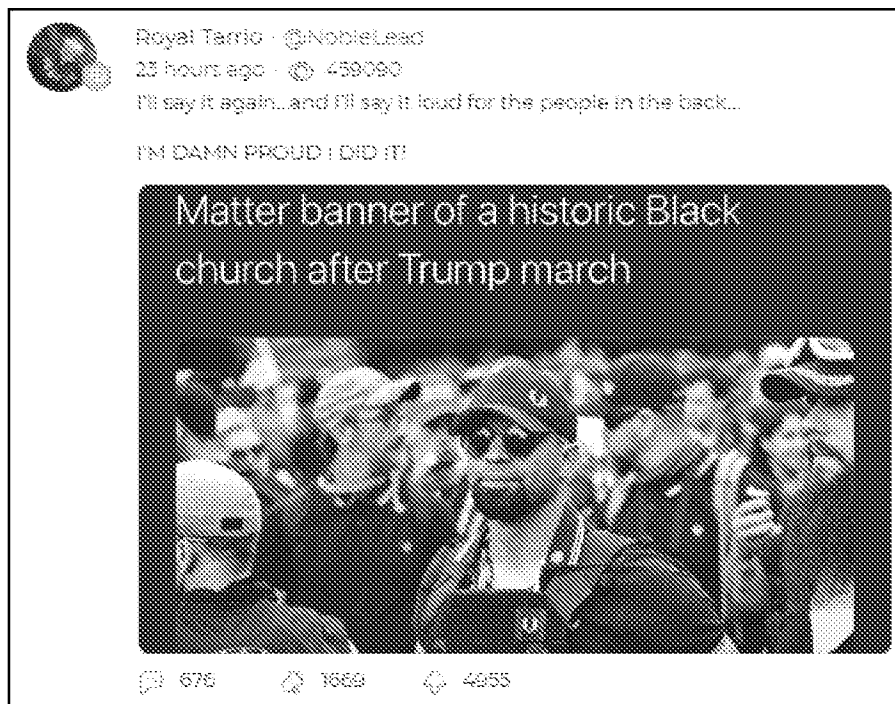 Royal Tarrio · @NobleLead
23 hours ago · 459090
I'll say it again...and I'll say it loud for the people in the back...
I'M DAMN PROUD I DID IT!
Matter banner of a historic Black
church after Trump march
676 1669 4955